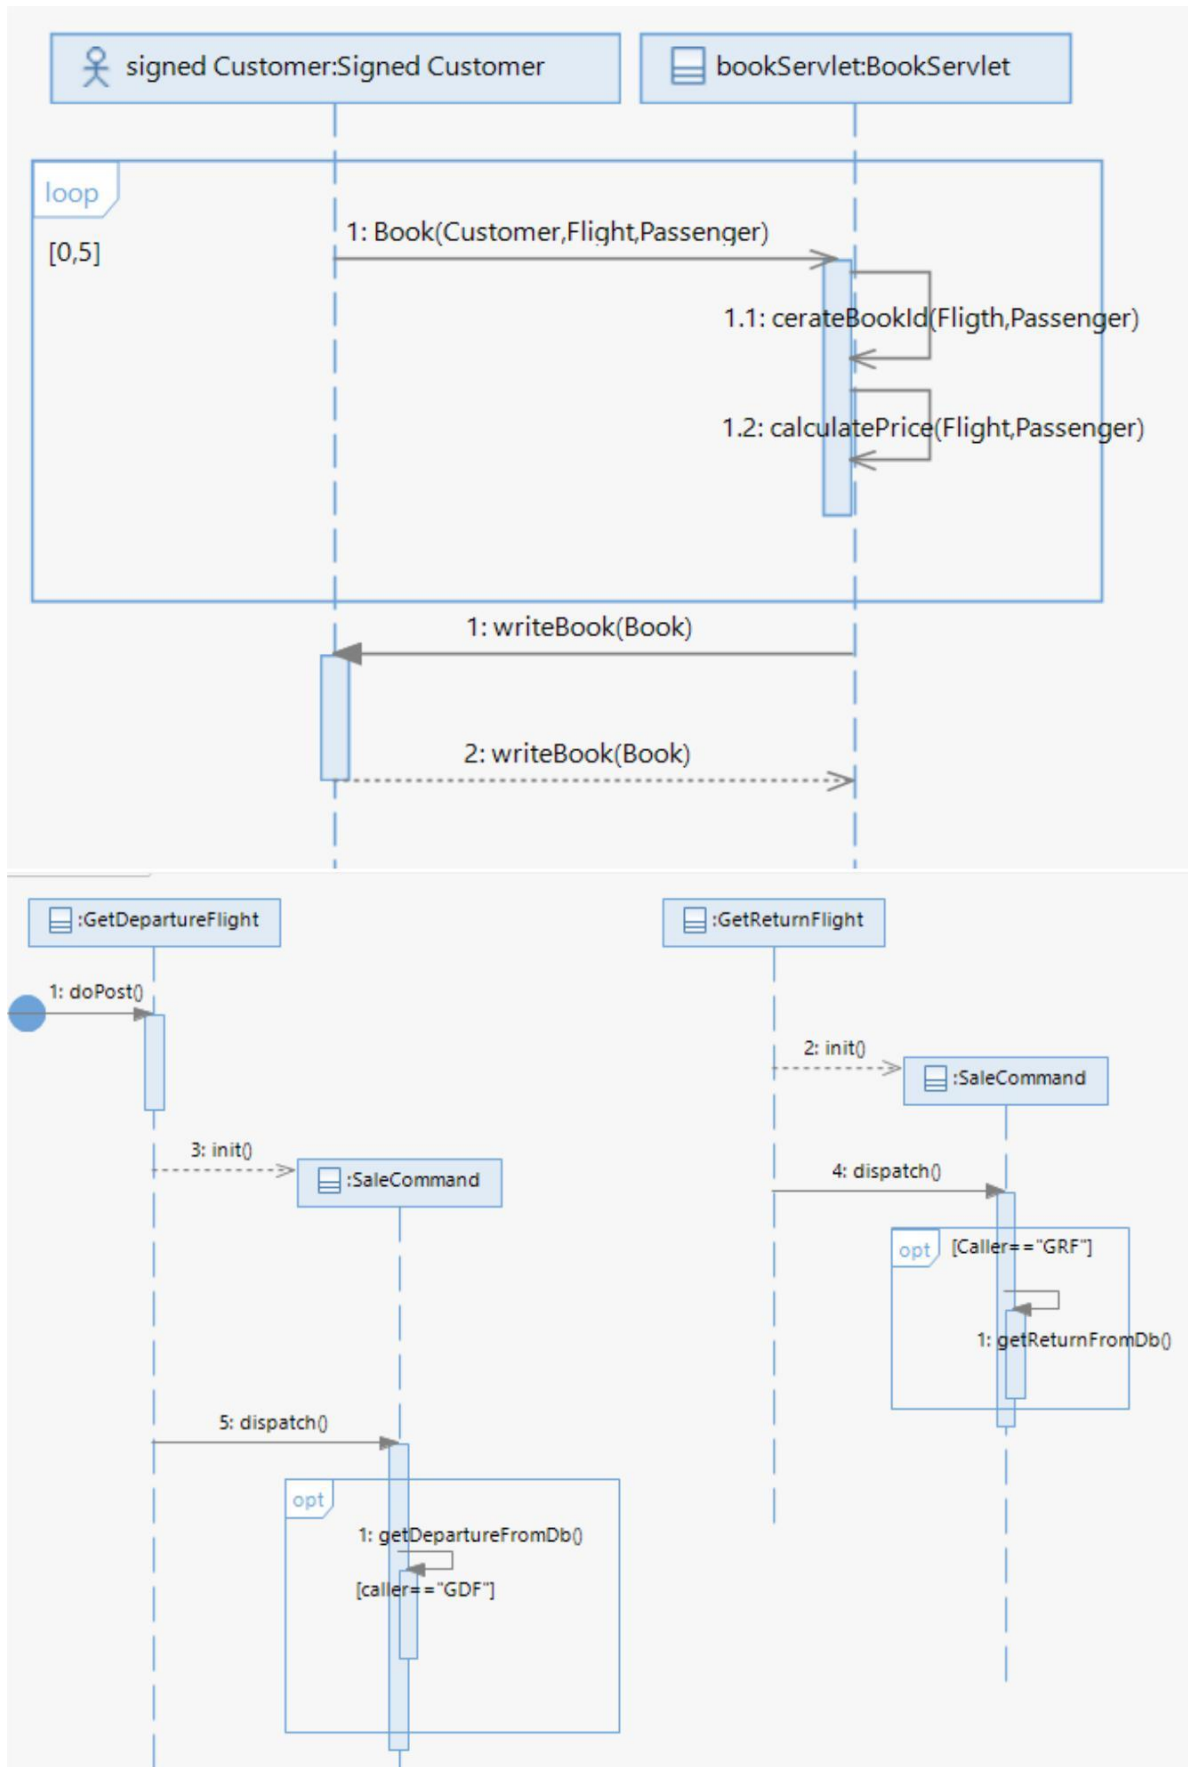 signed Customer:Signed Customer
bookServlet:BookServlet
loop
[0,5]
1: Book(Customer,Flight,Passenger)
1.1: cerateBookId(Fligth,Passenger)
1.2: calculatePrice(Flight,Passenger)
1: writeBook(Book)
2: writeBook(Book)
:GetDepartureFlight
:GetReturnFlight
1: doPost()
2: init()
:SaleCommand
3: init()
:SaleCommand
4: dispatch()
opt
[Caller=="GRF"]
1: getReturnFromDb()
5: dispatch()
opt
1: getDepartureFromDb()
[caller=="GDF"]